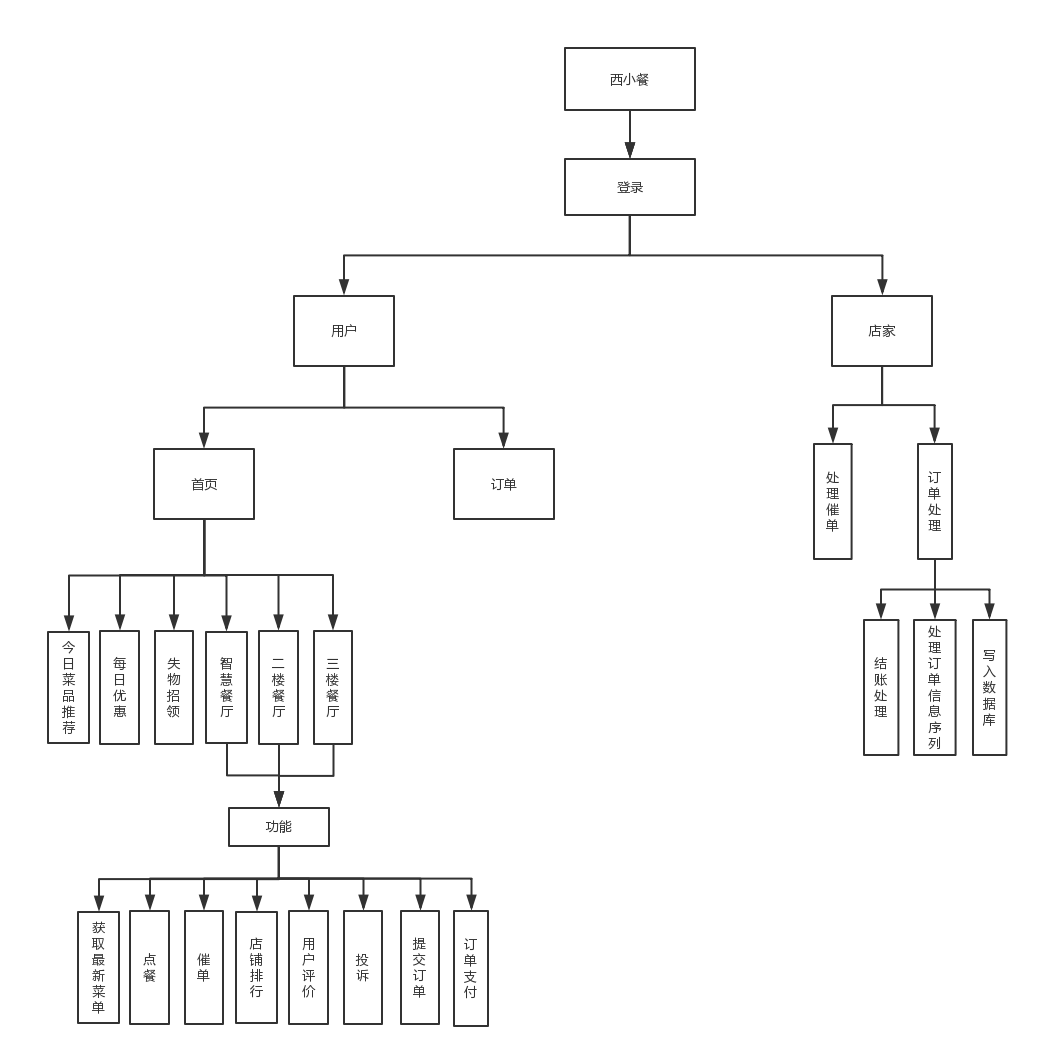 西小餐
登录
用户
店家
首页
订单
处理催单
订单处理
今日菜品推荐
每日优惠
失物招领
智慧餐厅
二楼餐厅
三楼餐厅
结账处理
处理订单信息序列
写入数据库
功能
获取最新菜单
点餐
催单
店铺排行
用户评价
投诉
提交订单
订单支付